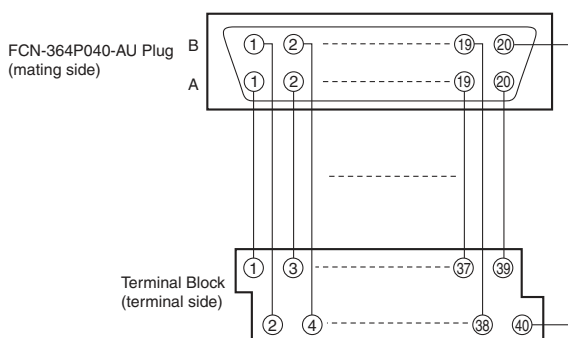 FCN-364P040-AU Plug
(mating side)
B 1 2 19 20
A 1 2 19 20
Terminal Block
(terminal side)
1 3 37 39
2 4 38 40